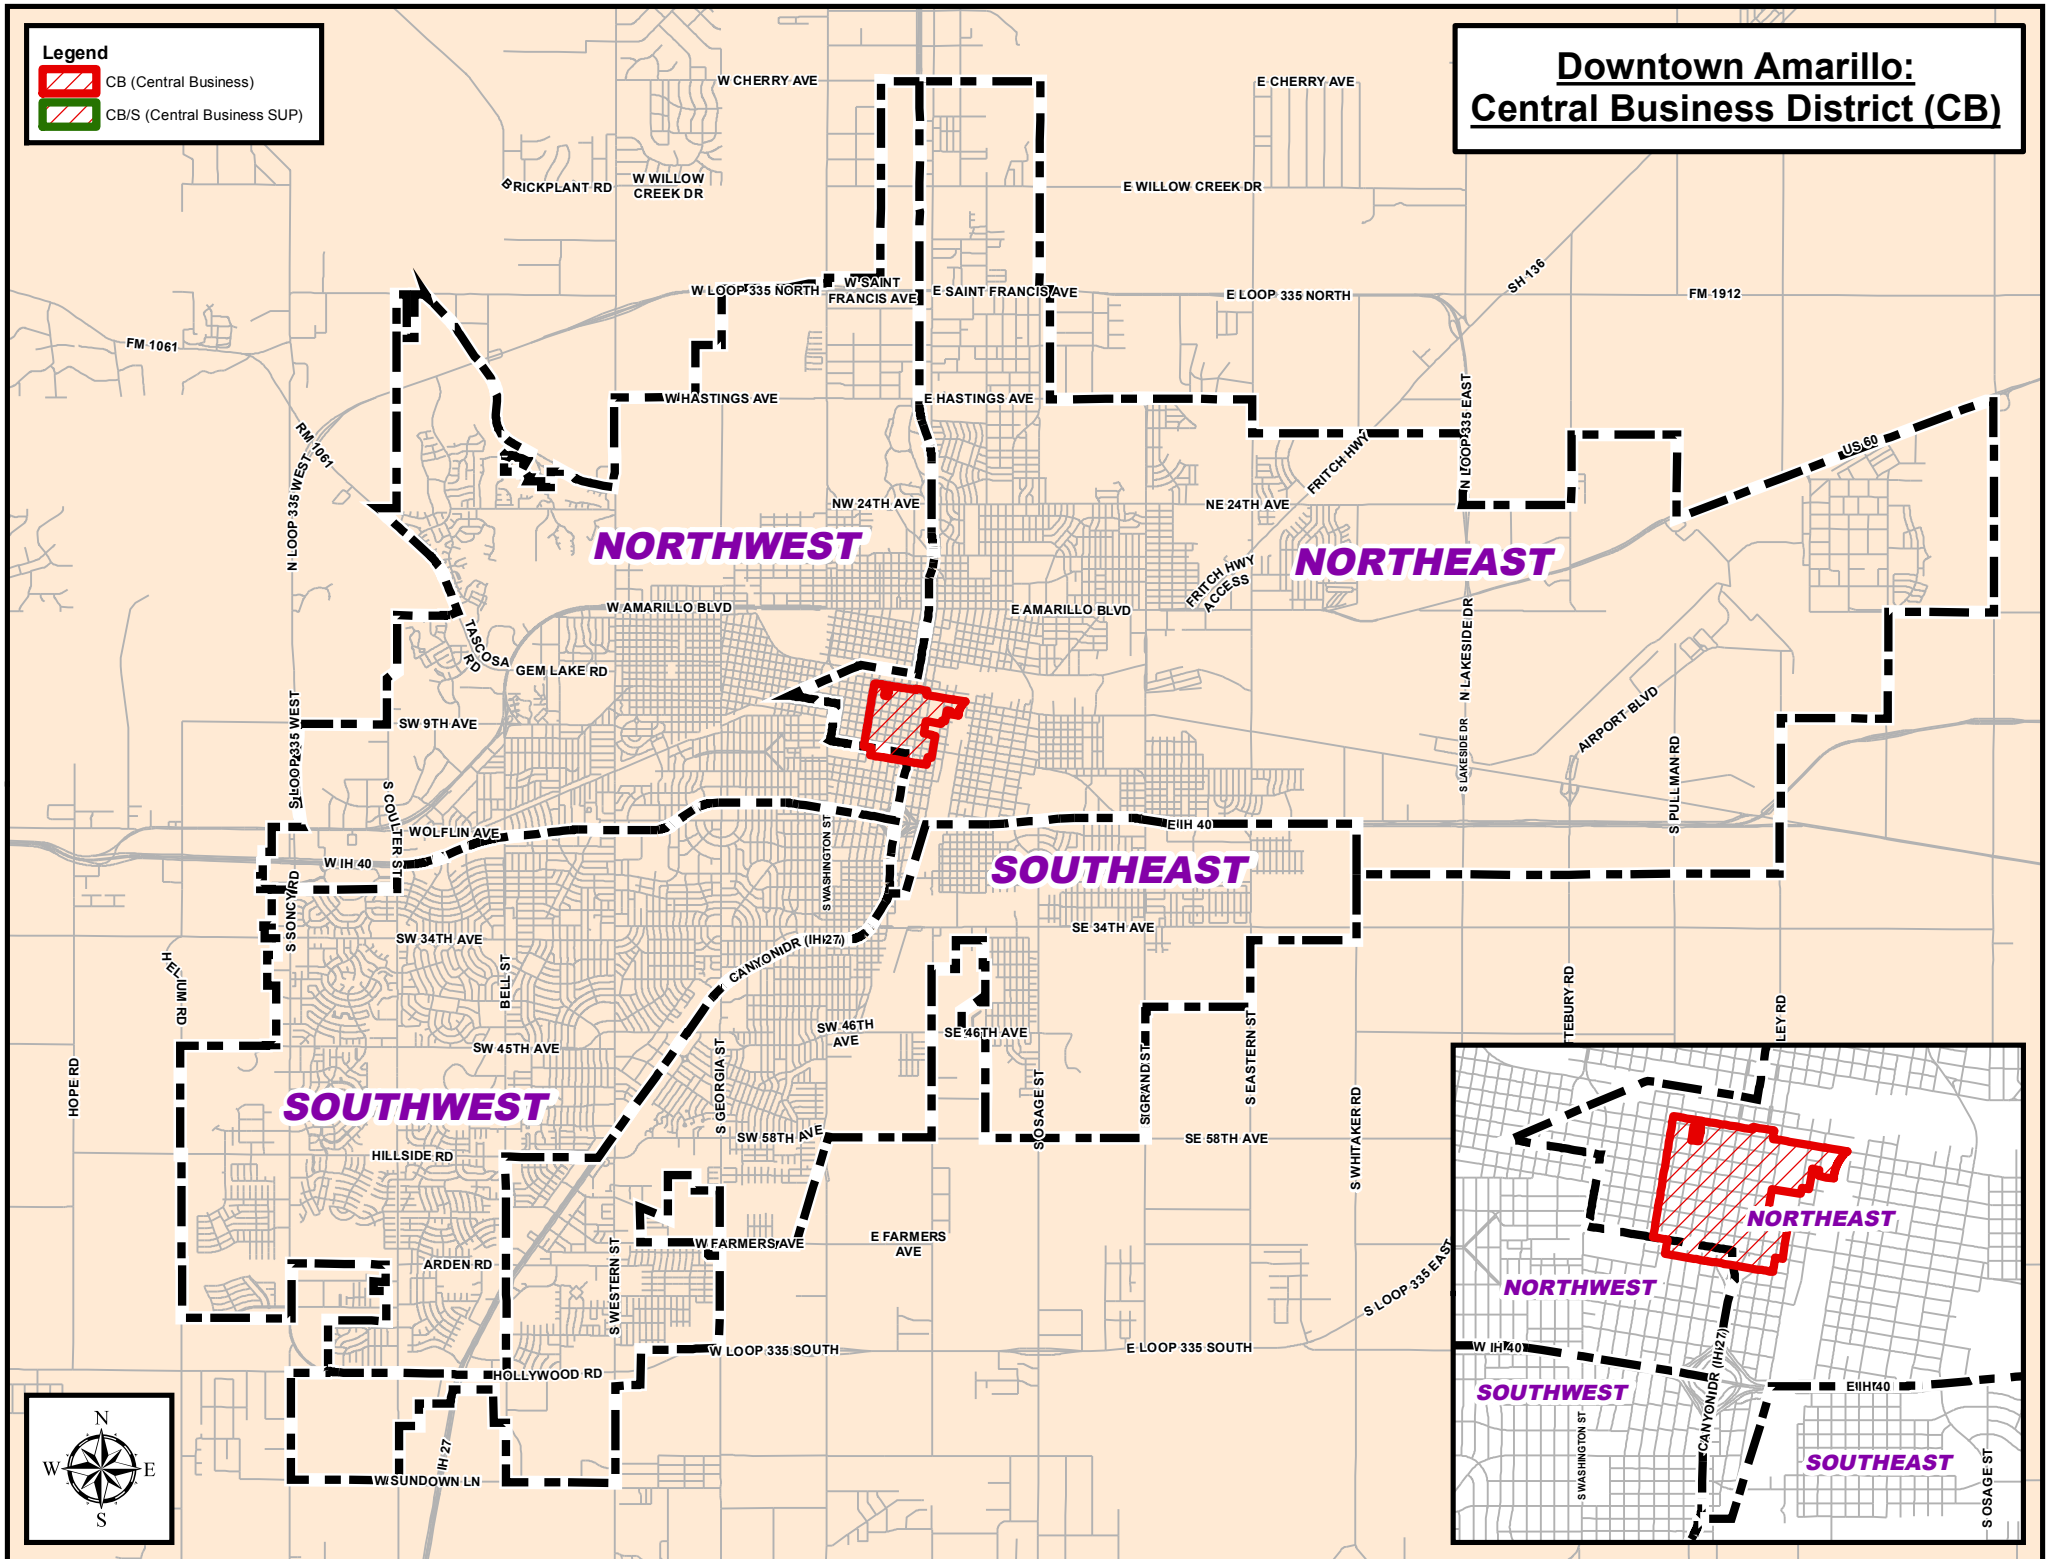 Legend
CB (Central Business)
CB/S (Central Business SUP)
Downtown Amarillo:
Central Business District (CB)
W CHERRY AVE
E CHERRY AVE
BRICKPLANT RD
W WILLOW
CREEK DR
E WILLOW CREEK DR
SH 136
W LOOP 335 NORTH
W SAINT
FRANCIS AVE
E SAINT FRANCIS AVE
E LOOP 335 NORTH
FM 1912
FM 1061
RM 1061
N LOOP 335 WEST
W HASTINGS AVE
E HASTINGS AVE
N LOOP 335 EAST
FRITCH HWY
US 60
NW 24TH AVE
NE 24TH AVE
NORTHWEST
NORTHEAST
FRITCH HWY
ACCESS
W AMARILLO BLVD
E AMARILLO BLVD
N LAKESIDE DR
TASCOSA
RD
GEM LAKE RD
S LOOP 335 WEST
SW 9TH AVE
S LOOP 335 WEST
S LAKESIDE DR
AIRPORT BLVD
S PULLMAN RD
S COULTER ST
WOLFLIN AVE
W IH 40
E IH 40
S WASHINGTON ST
SOUTHEAST
S SONCY RD
SW 34TH AVE
SE 34TH AVE
BELL ST
CANYON DR (IH 27)
HELIUM RD
HOPE RD
SW 45TH AVE
SW 46TH
AVE
SE 46TH AVE
S GEORGIA ST
S OSAGE ST
S GRAND ST
S EASTERN ST
S WHITAKER RD
TTEBURY RD
LEY RD
SOUTHWEST
SW 58TH AVE
SE 58TH AVE
HILLSIDE RD
W FARMERS AVE
E FARMERS
AVE
ARDEN RD
S WESTERN ST
S LOOP 335 EAST
W LOOP 335 SOUTH
E LOOP 335 SOUTH
HOLLYWOOD RD
IH 27
W SUNDOWN LN
N
W
E
S
NORTHEAST
NORTHWEST
W IH 40
CANYON DR (IH 27)
E IH 40
SOUTHWEST
S WASHINGTON ST
SOUTHEAST
S OSAGE ST